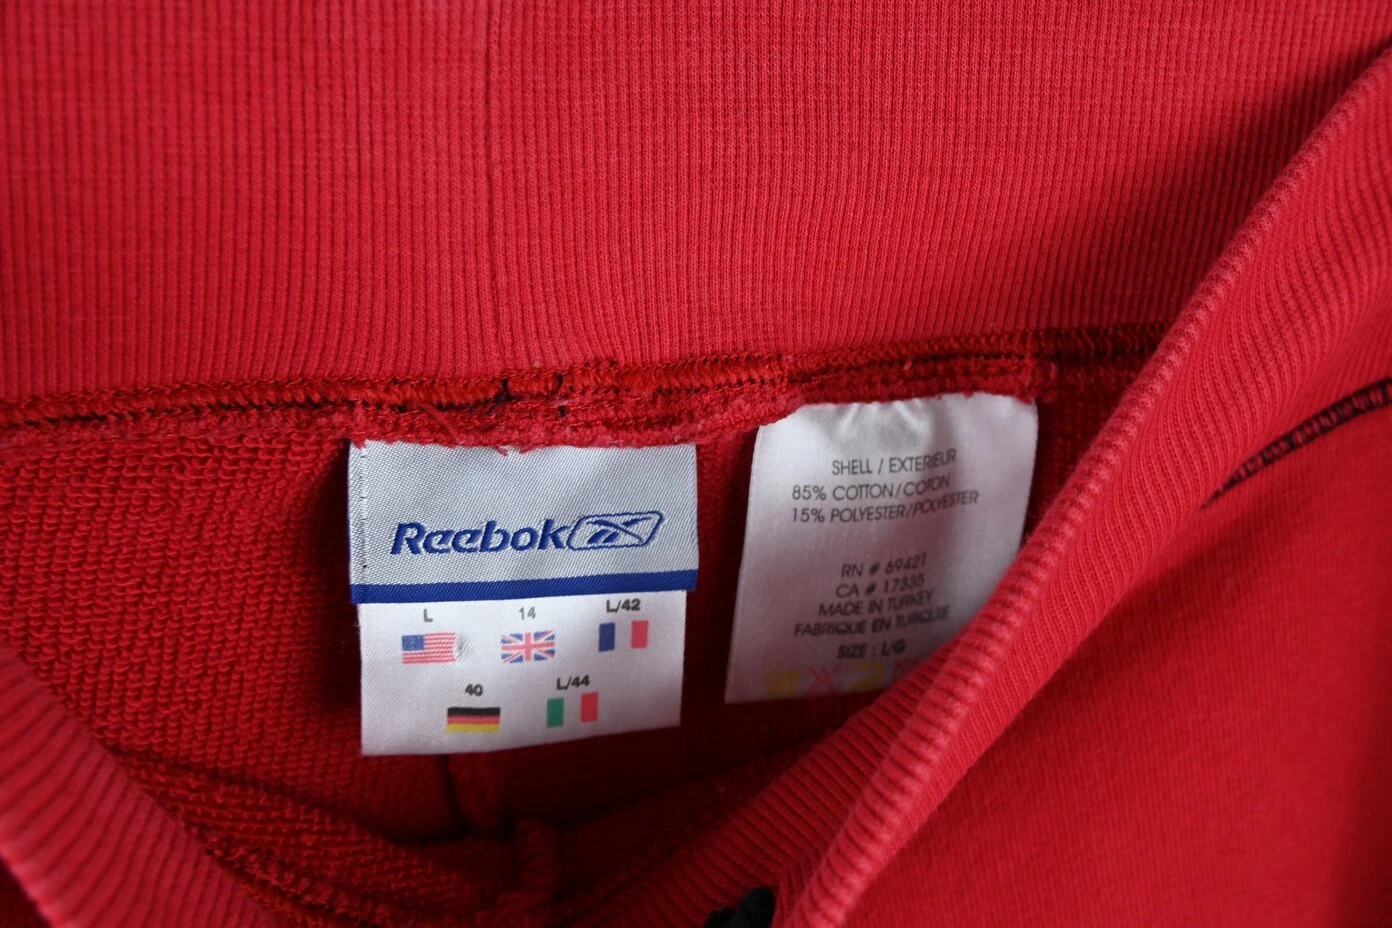 Reebok
L 14 L/42
40 L/44
SHELL / EXTERIEUR
85% COTTON/COTON
15% POLYESTER/POLYESTER
RN # 69421
CA # 17335
MADE IN TURKEY
FABRIQUE EN TURQUIE
SIZE : L/G